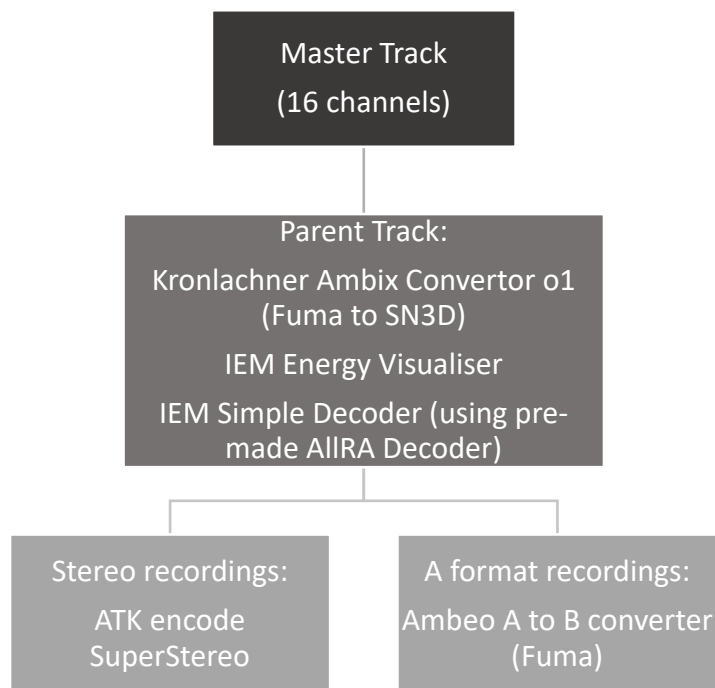 Master Track
(16 channels)
Parent Track:
Kronlachner Ambix Convertor o1
(Fuma to SN3D)
IEM Energy Visualiser
IEM Simple Decoder (using pre-
made AllRA Decoder)
Stereo recordings:
ATK encode
SuperStereo
A format recordings:
Ambeo A to B converter
(Fuma)